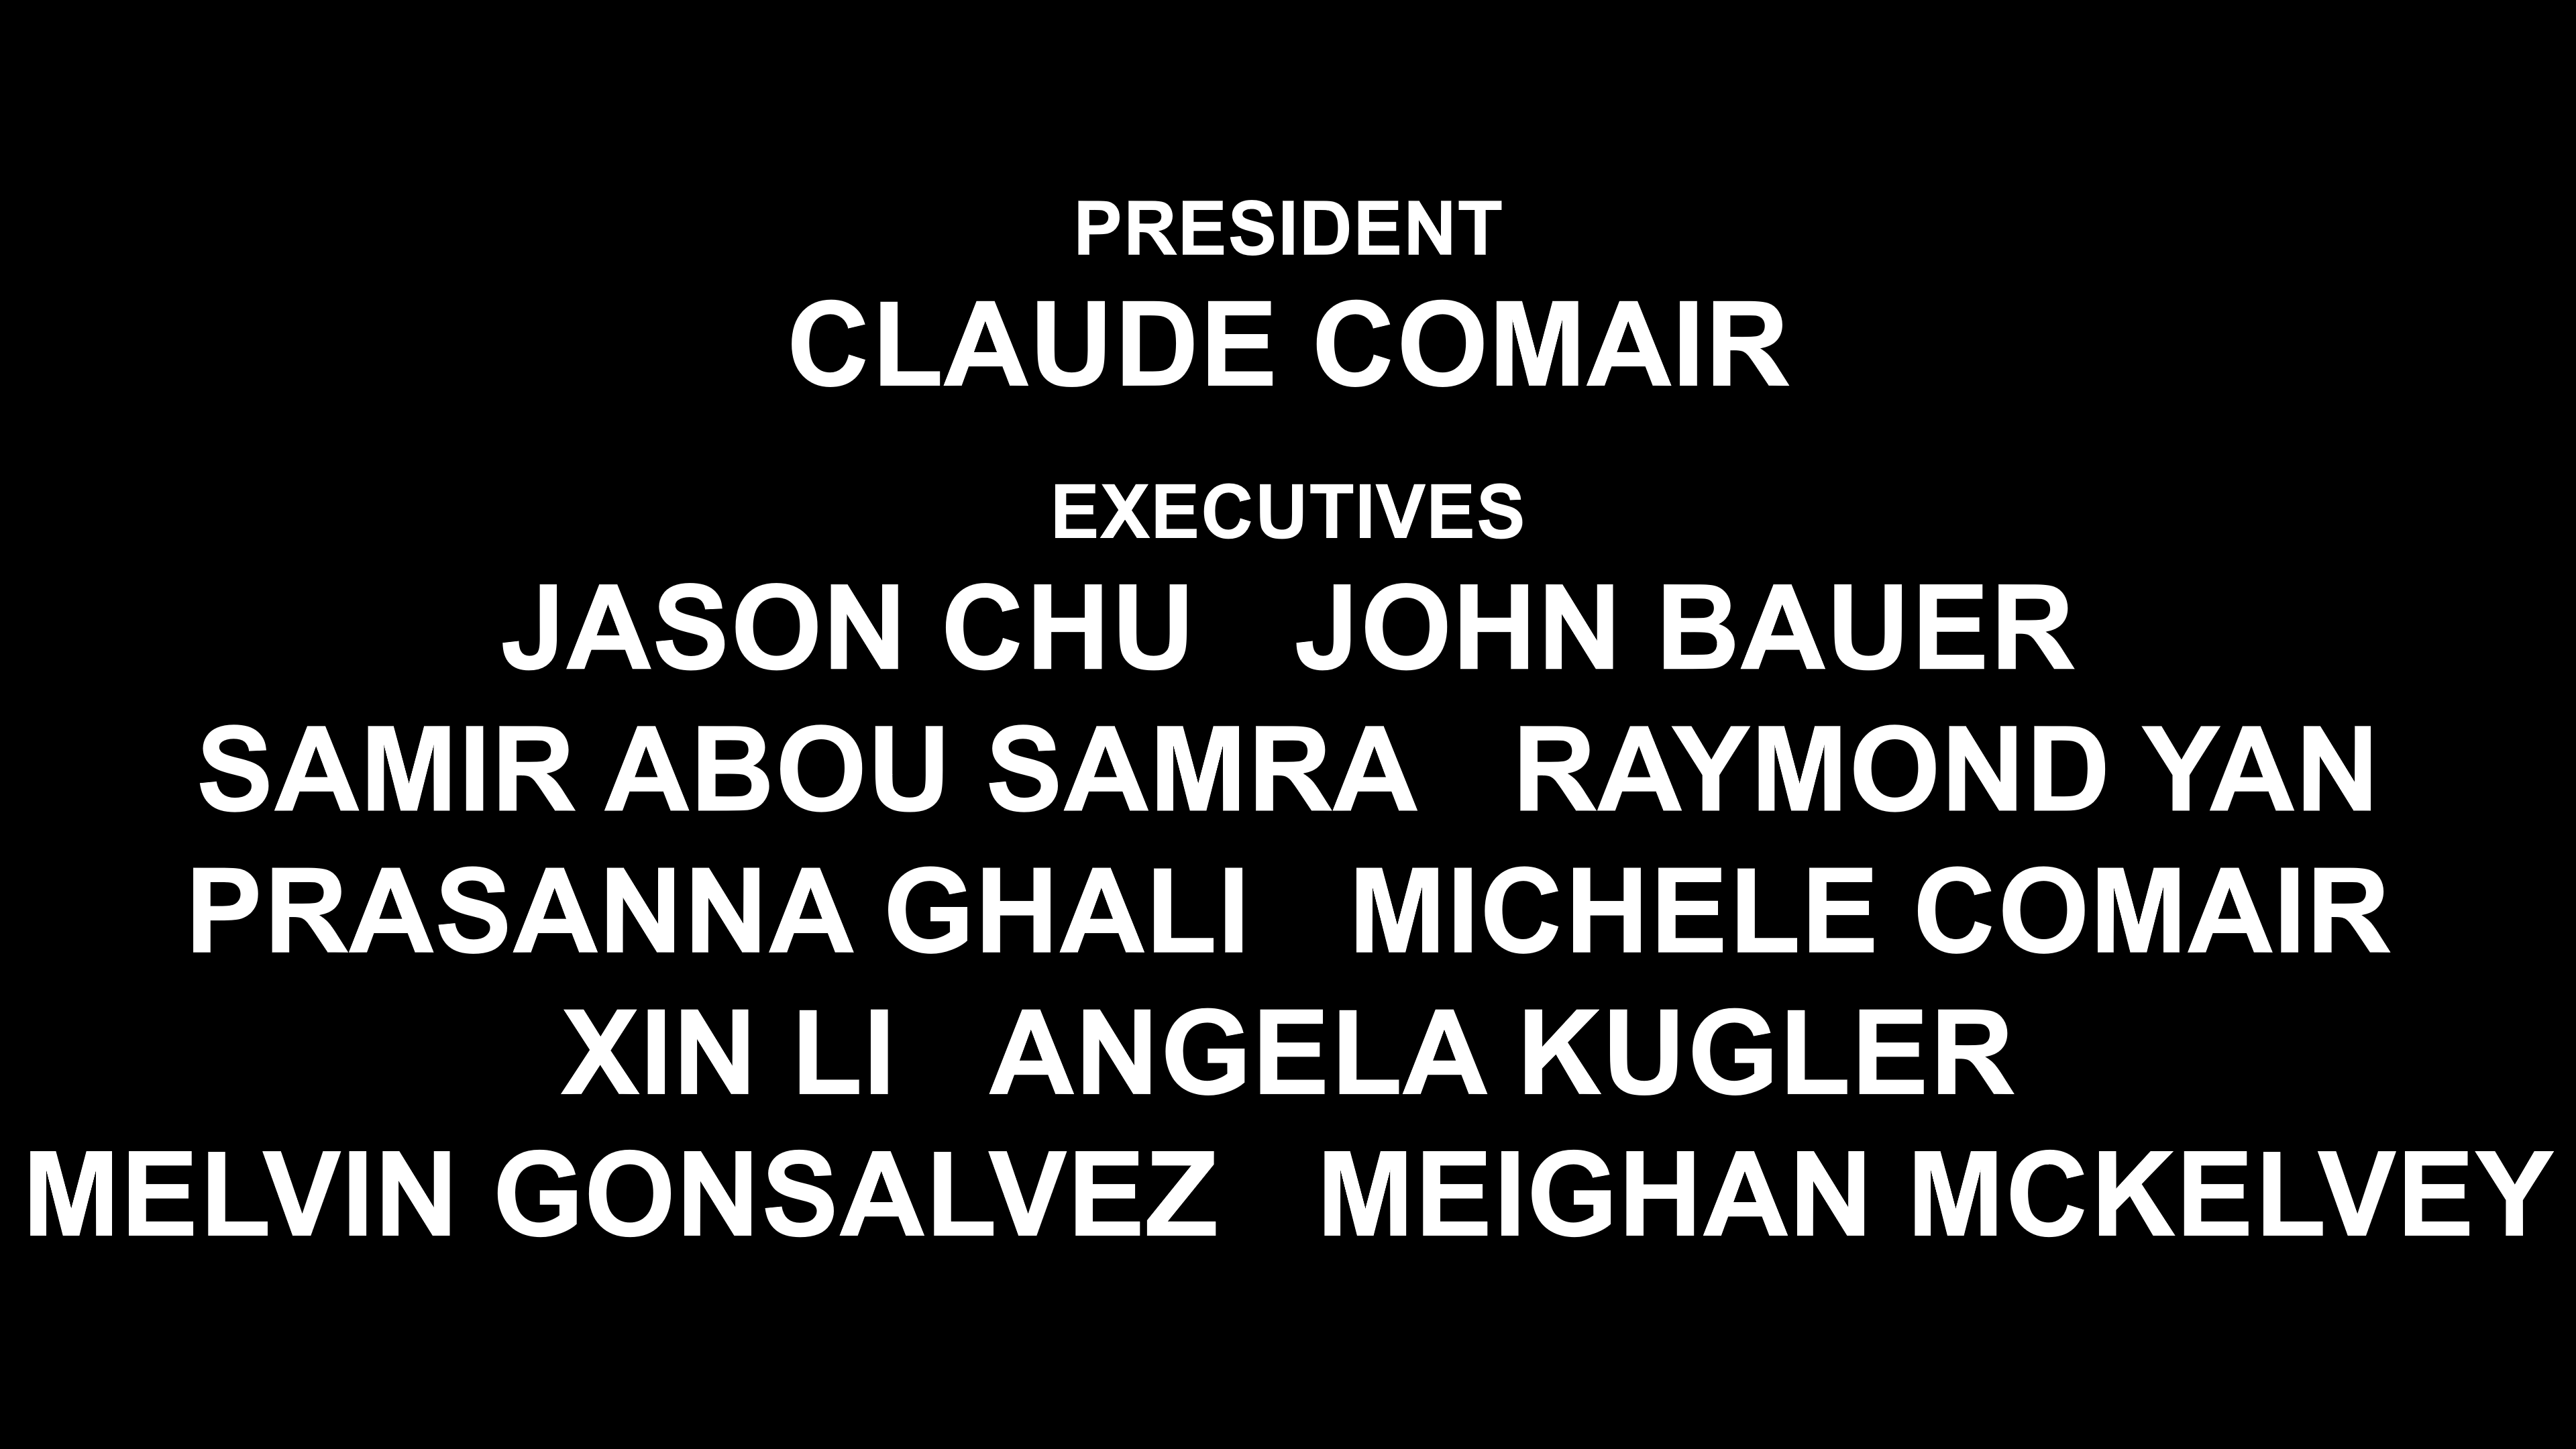 PRESIDENT
CLAUDE COMAIR
EXECUTIVES
JASON CHU JOHN BAUER
SAMIR ABOU SAMRA RAYMOND YAN
PRASANNA GHALI MICHELE COMAIR
XIN LI ANGELA KUGLER
MELVIN GONSALVEZ MEIGHAN MCKELVEY